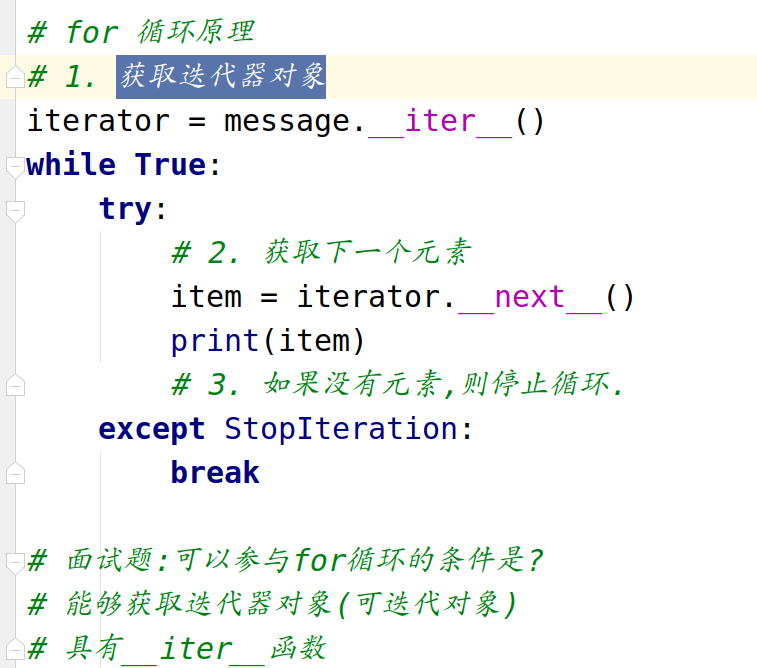 # for 循环原理
# 1. 获取迭代器对象
iterator = message.__iter__()
while True:
    try:
        # 2. 获取下一个元素
        item = iterator.__next__()
        print(item)
        # 3. 如果没有元素,则停止循环.
    except StopIteration:
        break
# 面试题:可以参与for循环的条件是?
# 能够获取迭代器对象(可迭代对象)
# 具有__iter__函数